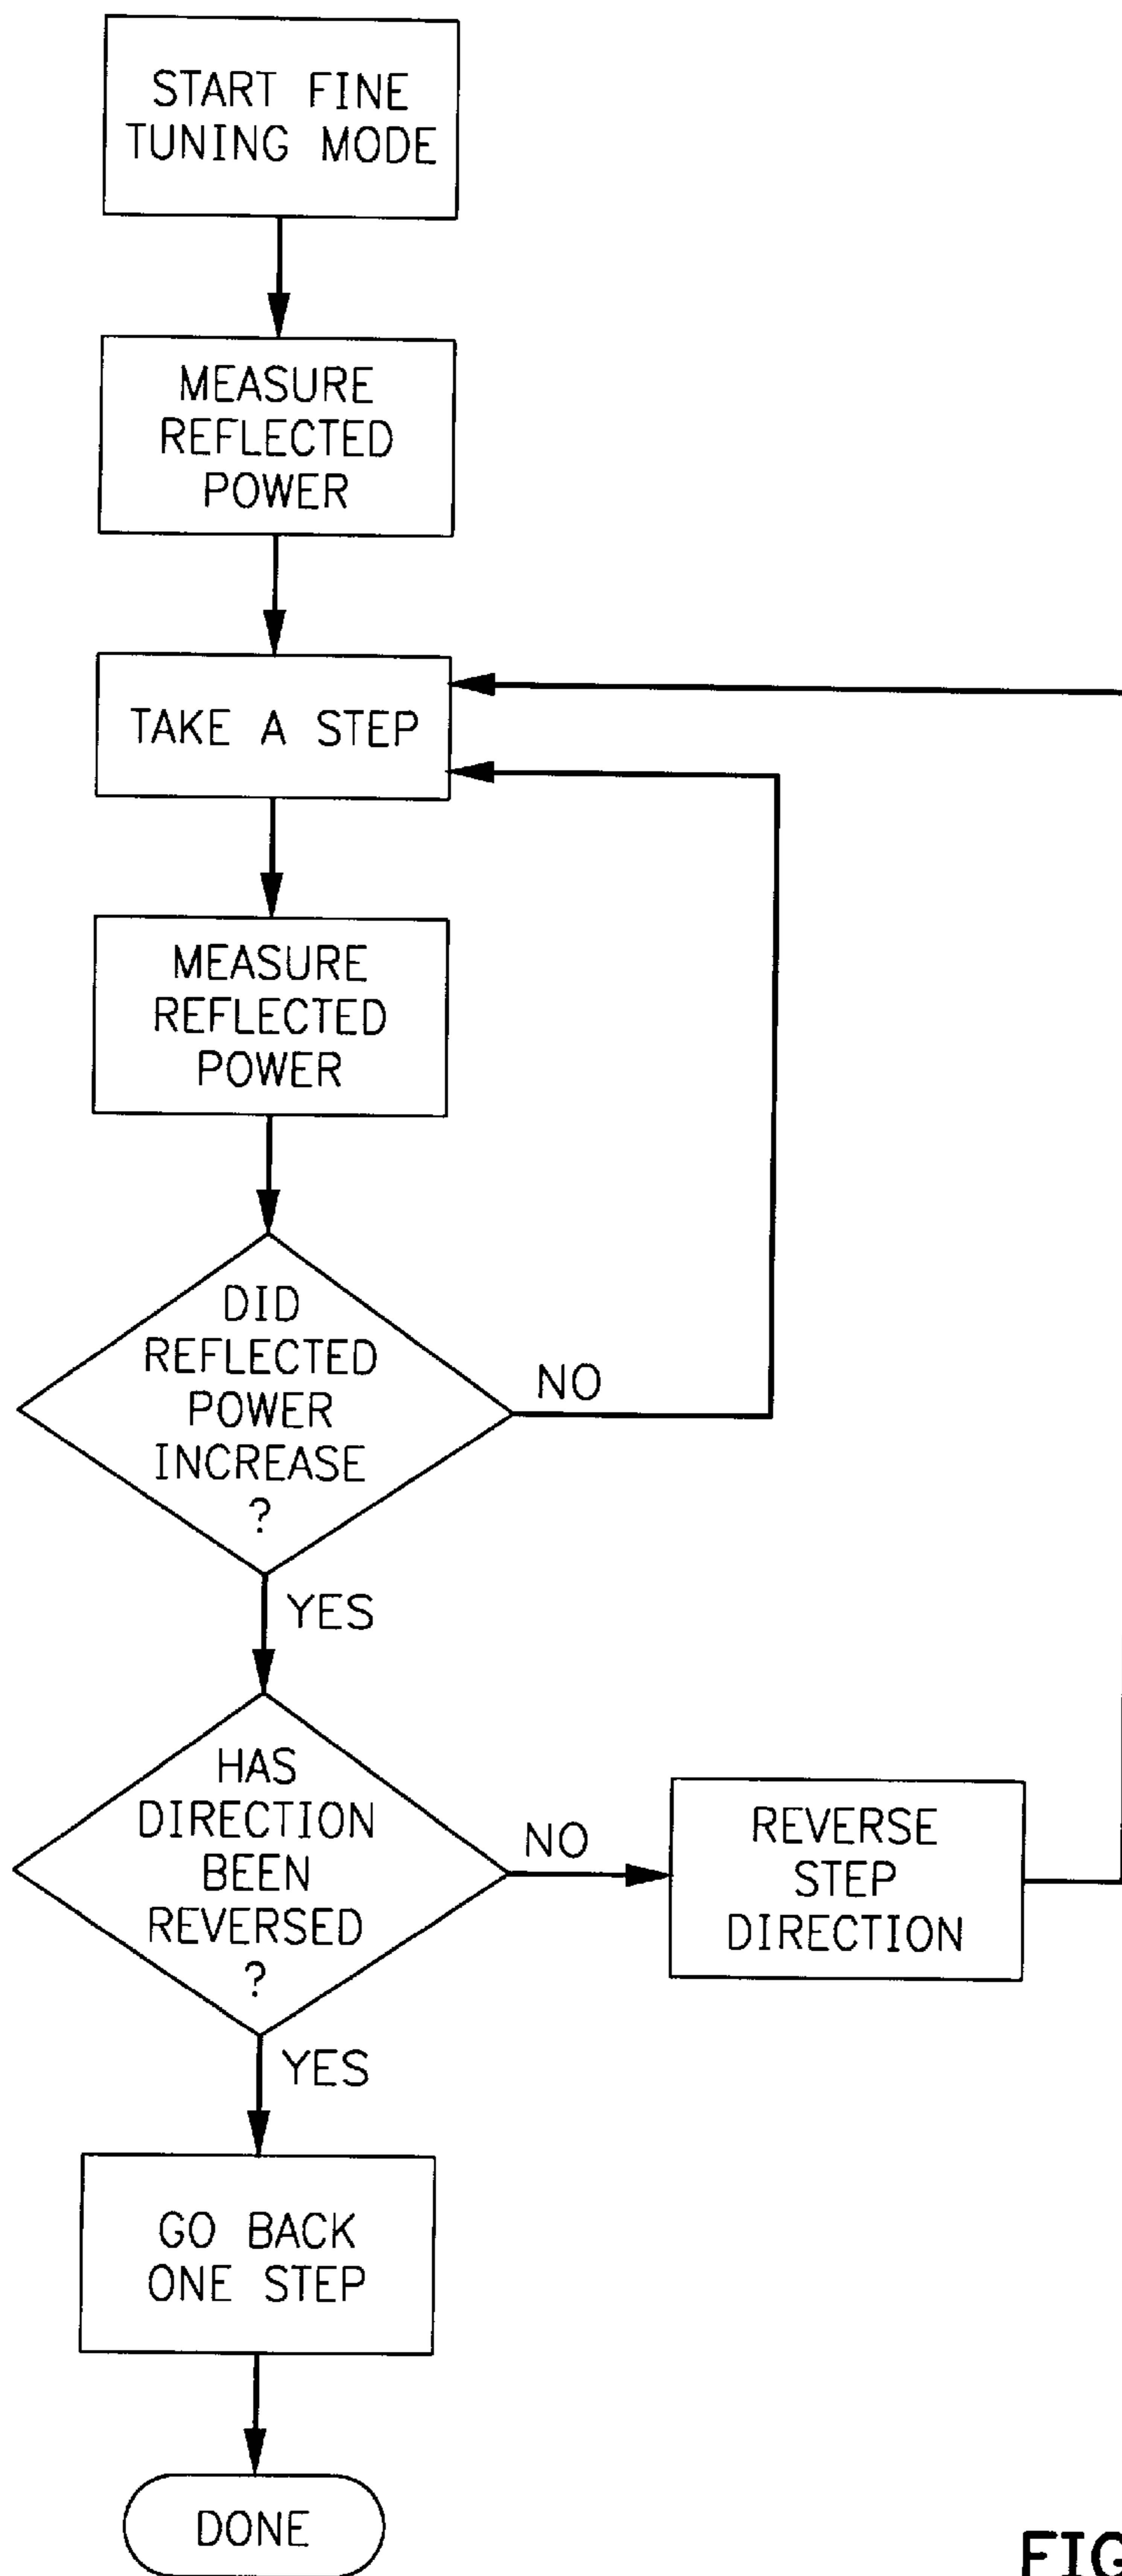 START FINE
TUNING MODE
MEASURE
REFLECTED
POWER
TAKE A STEP
MEASURE
REFLECTED
POWER
DID
REFLECTED
POWER
INCREASE
?
NO
YES
HAS
DIRECTION
BEEN
REVERSED
?
NO
REVERSE
STEP
DIRECTION
YES
GO BACK
ONE STEP
DONE
FIG